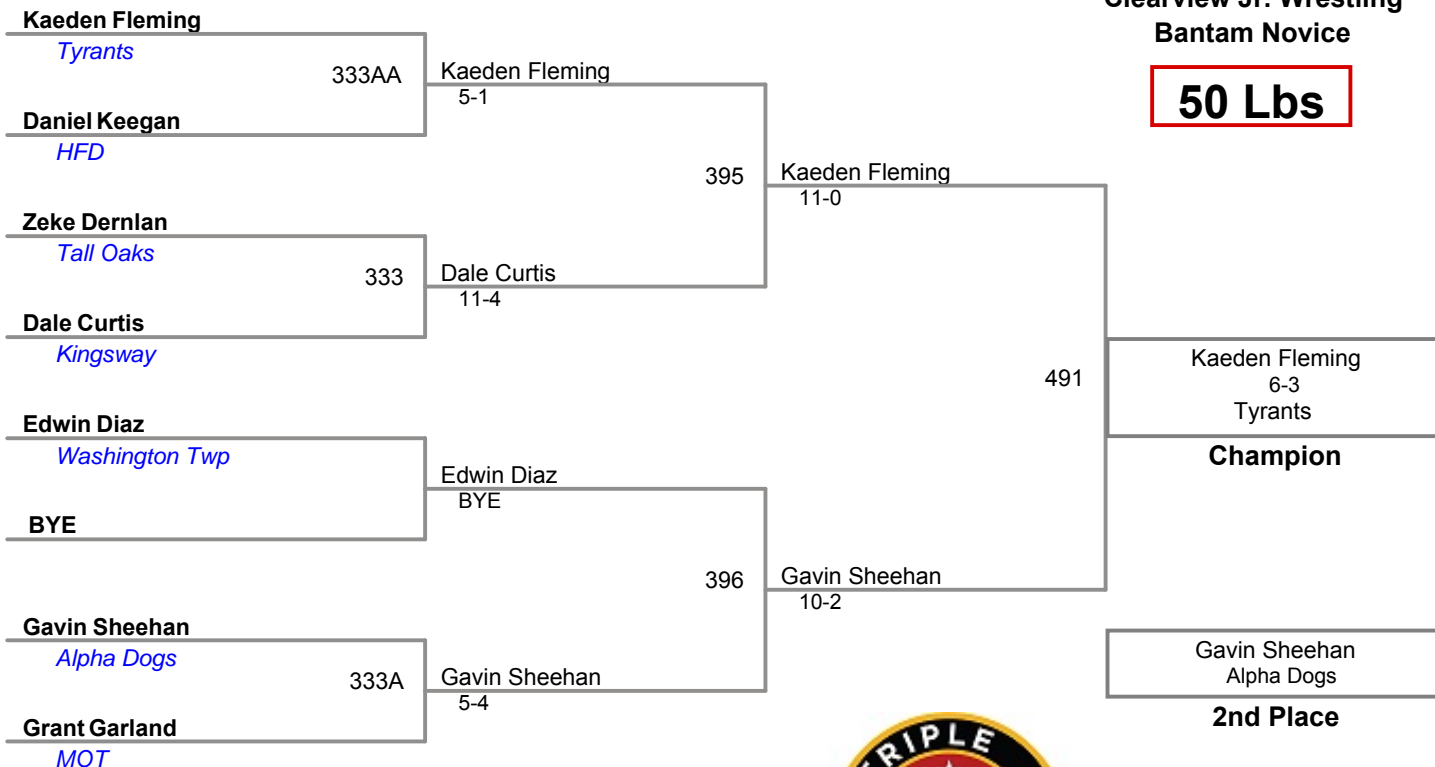 Clearview Jr. Wrestling
Bantam Novice
50 Lbs
Kaeden Fleming
Tyrants
333AA
Kaeden Fleming
5-1
Daniel Keegan
HFD
395
Kaeden Fleming
11-0
Zeke Dernlan
Tall Oaks
333
Dale Curtis
11-4
Dale Curtis
Kingsway
491
Kaeden Fleming
6-3
Tyrants
Champion
Edwin Diaz
Washington Twp
Edwin Diaz
BYE
BYE
396
Gavin Sheehan
10-2
Gavin Sheehan
Alpha Dogs
333A
Gavin Sheehan
5-4
Grant Garland
MOT
Gavin Sheehan
Alpha Dogs
2nd Place
TRIPLE